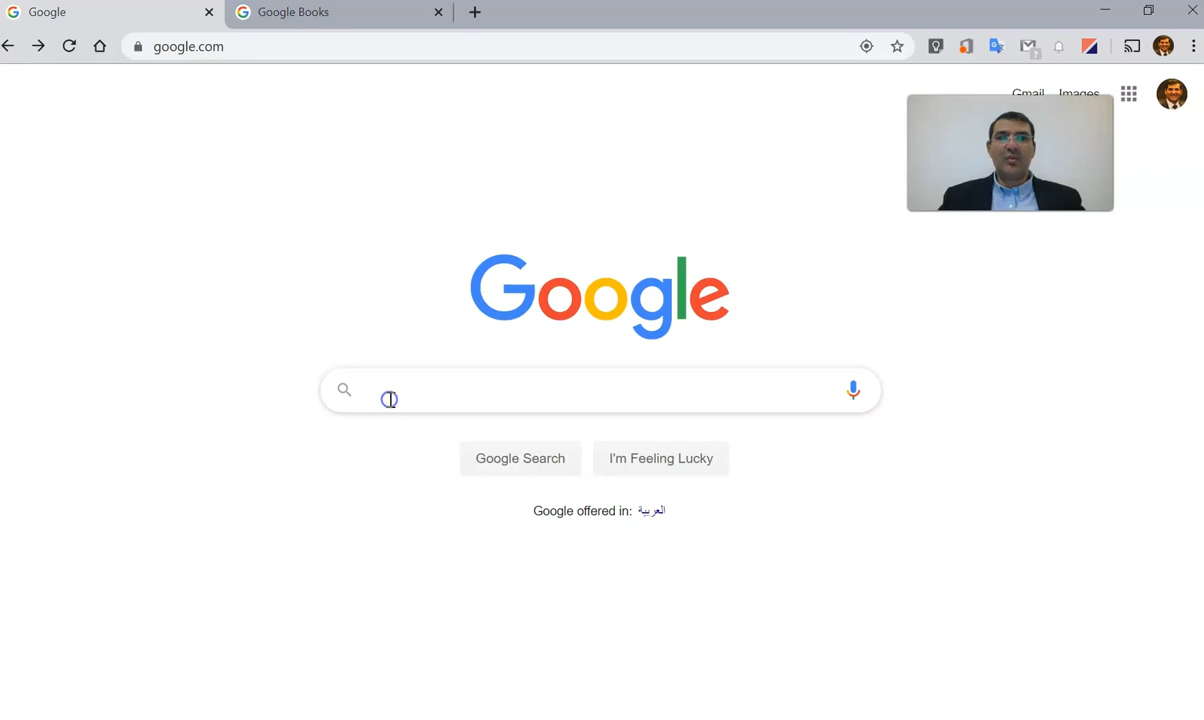 Google
Google Books
google.com
Gmail Images
Google
Google Search
I'm Feeling Lucky
Google offered in: العربية